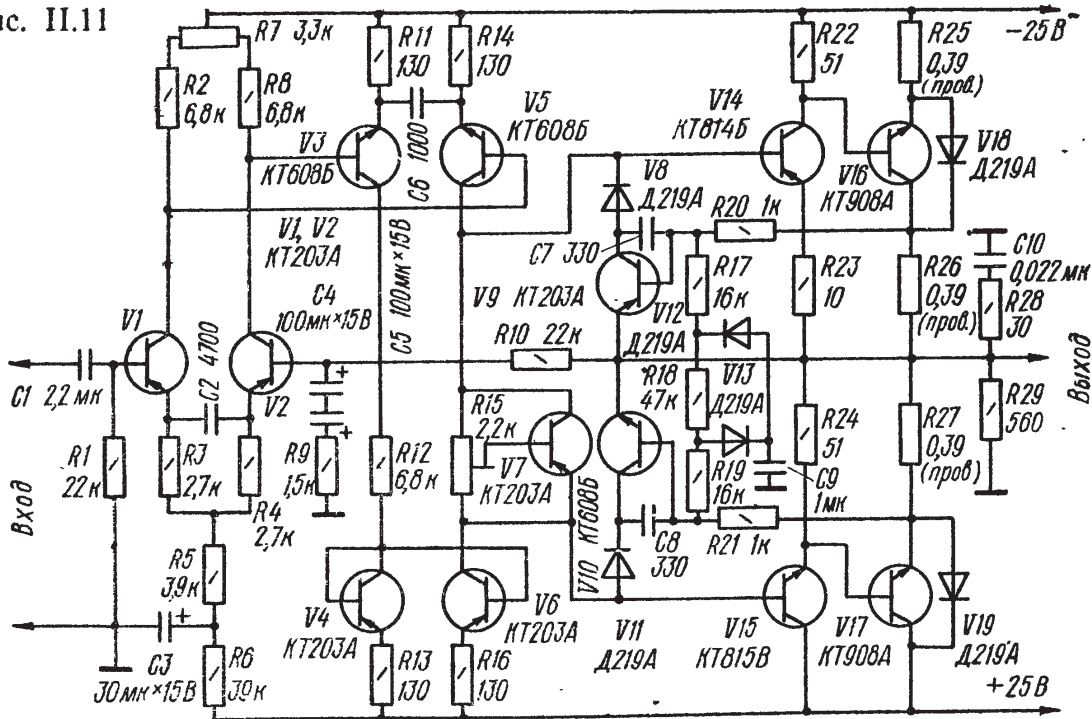 ис. II.11
R7 3,3к
R2
6,8к
R8
6,8к
R11
130
R14
130
V5
КТ608Б
V3
КТ608Б
C6 1000
V1, V2
КТ203А
R22
51
R25
0,39
(пров.)
-25В
V14
КТ814Б
V18
Д219А
V16
КТ908А
V8
Д219А
C7 330
R20 1к
R17
16к
R23
10
R26
0,39
(пров.)
C10
0,022мк
R28
30
V9 КТ203А
V12
Д219А
C4
100мк×15В
C5 100мк×15В
R10 22к
V1
C1 2,2мк
C2 4700
V2
R1
22к
R3
2,7к
R4
2,7к
R9
1,5к
R12
6,8к
R15
2,2к
V7
КТ203А
V10 КТ608Б
R18
47к
V13
Д219А
R19
16к
C9
1мк
R24
51
R27
0,39
(пров.)
R29
560
Выход
Вход
R5
3,9к
C8
330
R21 1к
V4
КТ203А
V6
КТ203А
V11
Д219А
V15
КТ815В
V17
КТ908А
V19
Д219А
C3
30мк×15В
R6
39к
R13
130
R16
130
+25В